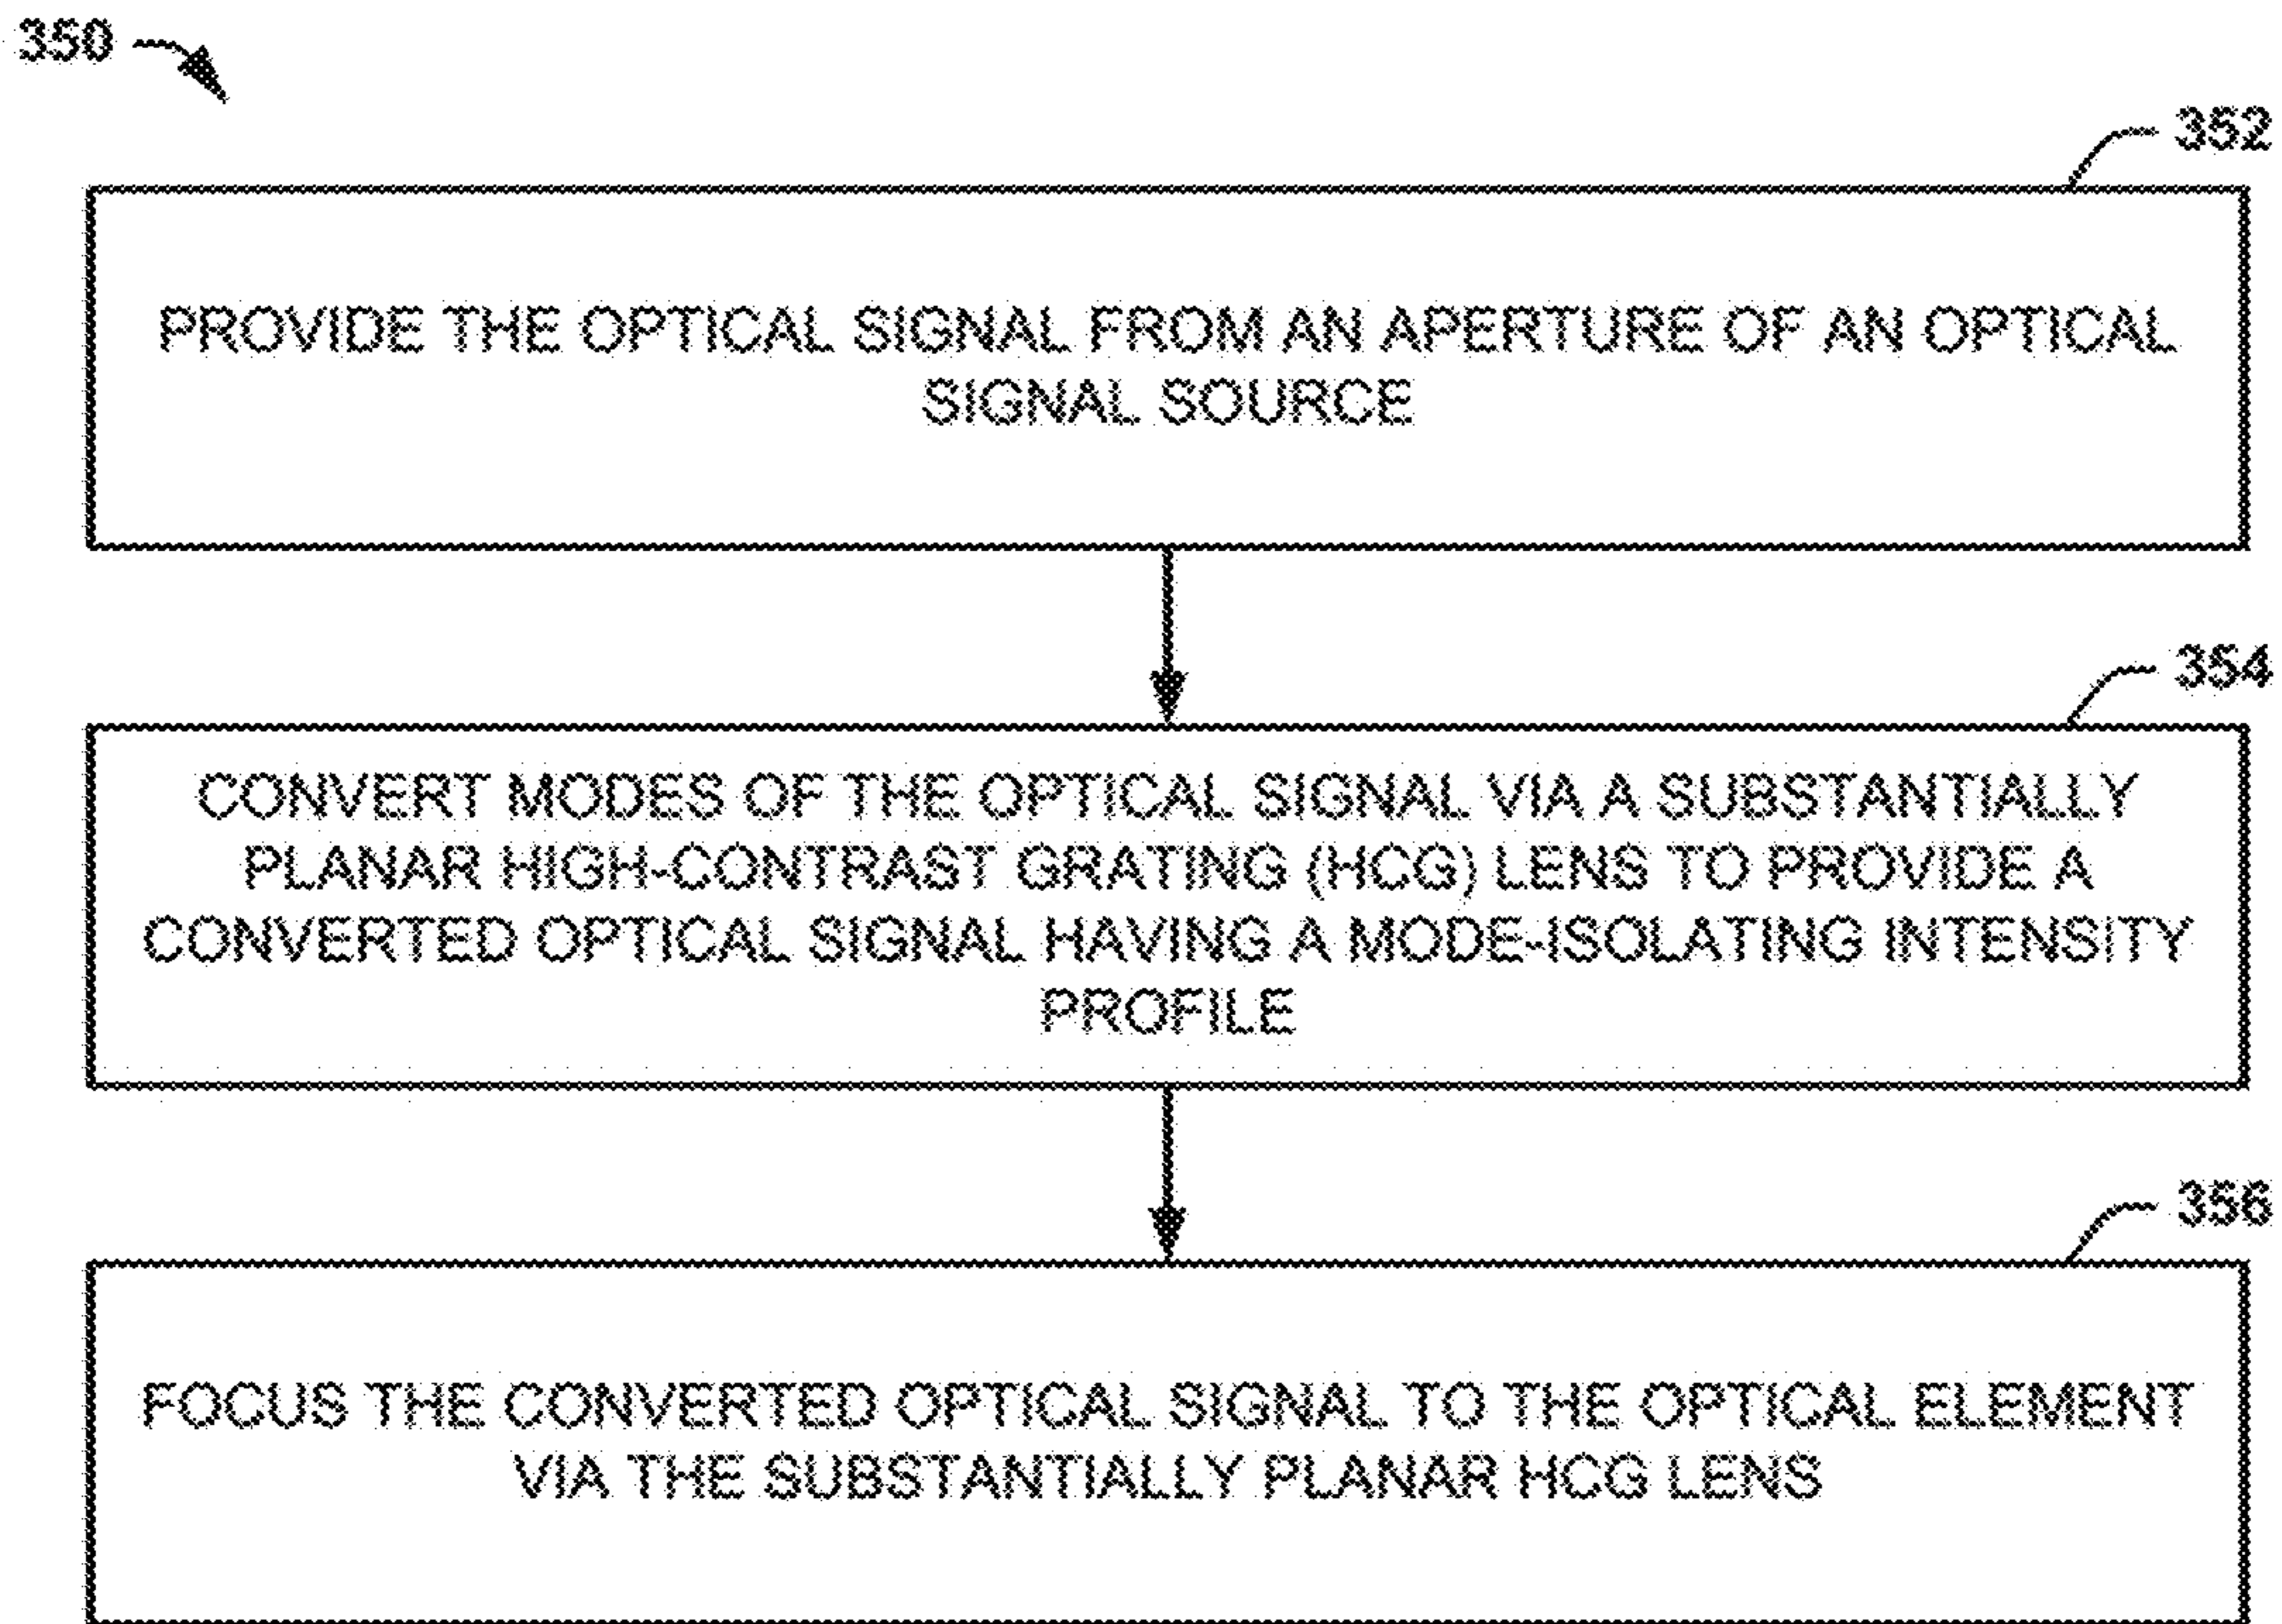 350
352
PROVIDE THE OPTICAL SIGNAL FROM AN APERTURE OF AN OPTICAL
SIGNAL SOURCE
354
CONVERT MODES OF THE OPTICAL SIGNAL VIA A SUBSTANTIALLY
PLANAR HIGH-CONTRAST GRATING (HCG) LENS TO PROVIDE A
CONVERTED OPTICAL SIGNAL HAVING A MODE-ISOLATING INTENSITY
PROFILE
356
FOCUS THE CONVERTED OPTICAL SIGNAL TO THE OPTICAL ELEMENT
VIA THE SUBSTANTIALLY PLANAR HCG LENS